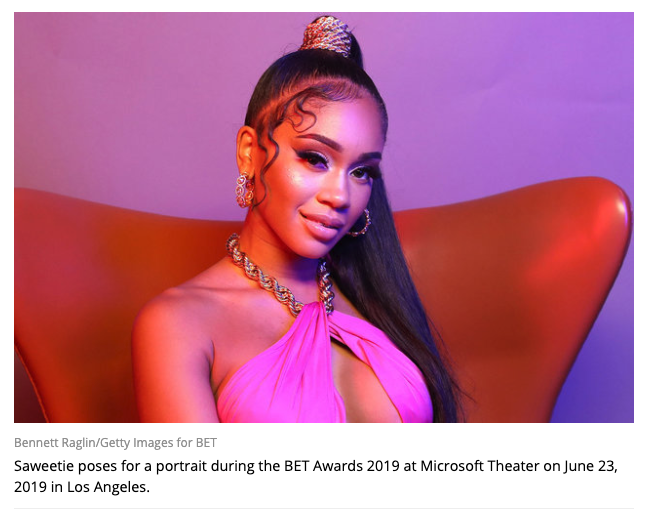 Bennett Raglin/Getty Images for BET
Saweetie poses for a portrait during the BET Awards 2019 at Microsoft Theater on June 23,
2019 in Los Angeles.